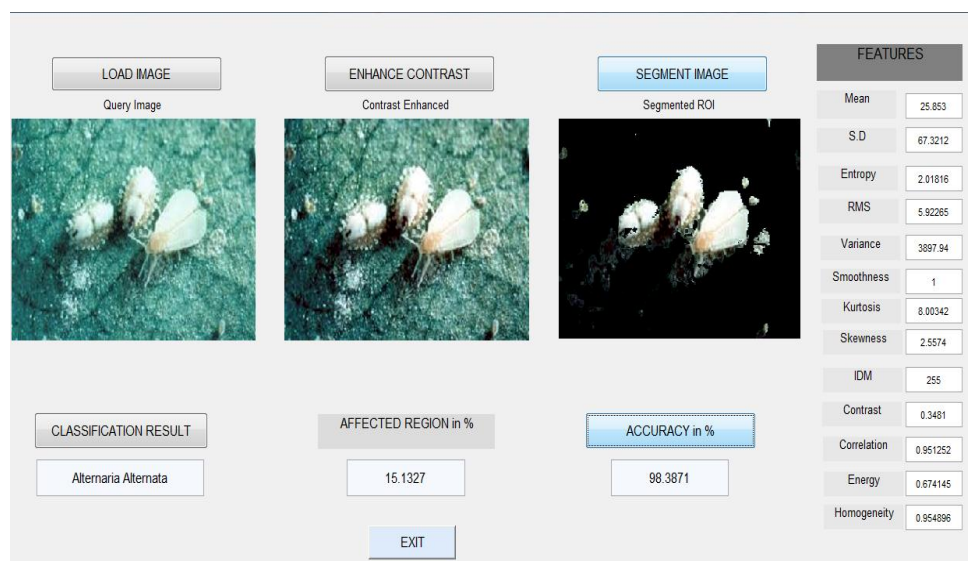 LOAD IMAGE
ENHANCE CONTRAST
SEGMENT IMAGE
Query Image
Contrast Enhanced
Segmented ROI
CLASSIFICATION RESULT
AFFECTED REGION in %
ACCURACY in %
Alternaria Alternata
15.1327
98.3871
EXIT
FEATURES
Mean 25.853
S.D 67.3212
Entropy 2.01816
RMS 5.92265
Variance 3897.94
Smoothness 1
Kurtosis 8.00342
Skewness 2.5574
IDM 255
Contrast 0.3481
Correlation 0.951252
Energy 0.674145
Homogeneity 0.954896